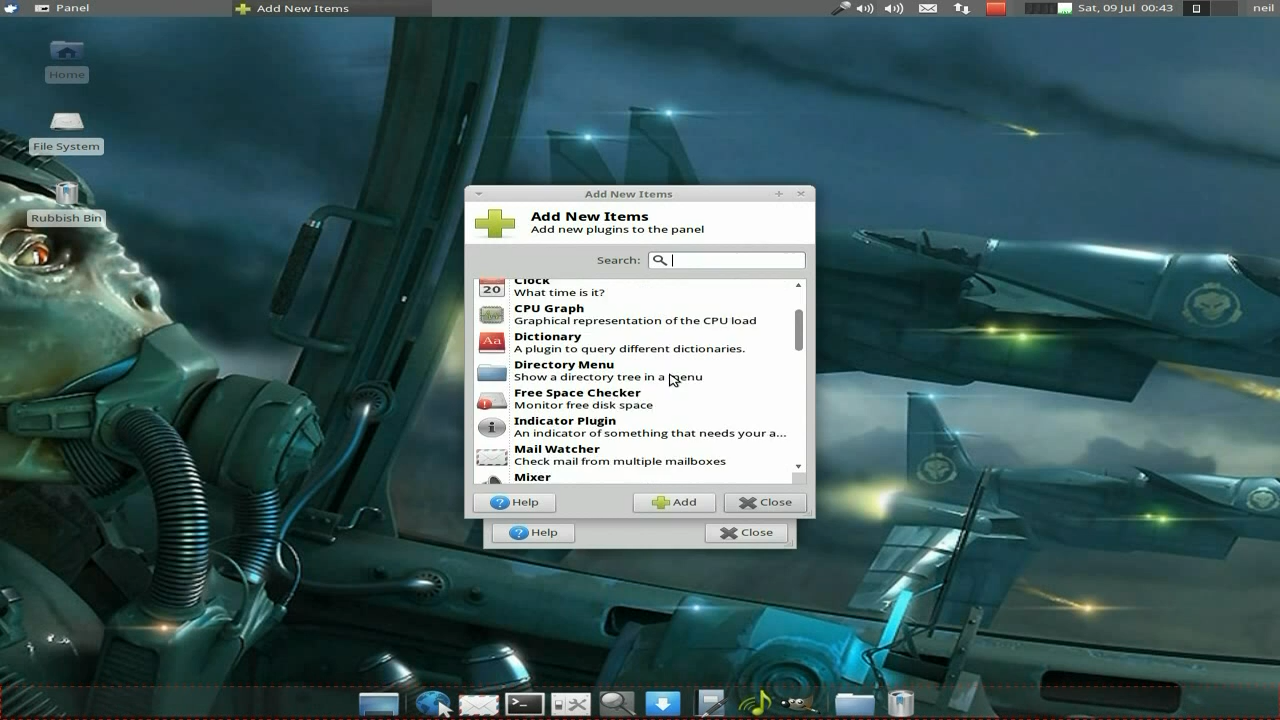 Panel
Add New Items
Sat, 09 Jul 00:43
neil
Home
File System
Rubbish Bin
Add New Items
Add New Items
Add new plugins to the panel
Search:
20
Clock
What time is it?
CPU Graph
Graphical representation of the CPU load
Aa
Dictionary
A plugin to query different dictionaries.
Directory Menu
Show a directory tree in a menu
Free Space Checker
Monitor free disk space
Indicator Plugin
An indicator of something that needs your a...
Mail Watcher
Check mail from multiple mailboxes
Mixer
Help
Add
Close
Help
Close